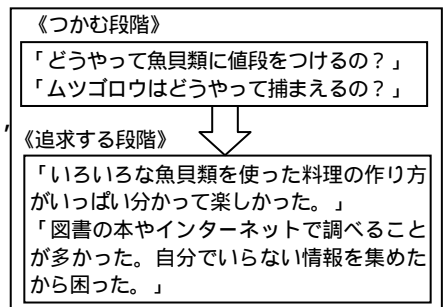 《つかむ段階》
「どうやって魚貝類に値段をつけるの？」
「ムツゴロウはどうやって捕まえるの？」
，
《追求する段階》
「いろいろな魚貝類を使った料理の作り方
がいっぱい分かって楽しかった。」
「図書の本やインターネットで調べること
が多かった。自分でいらない情報を集めた
から困った。」